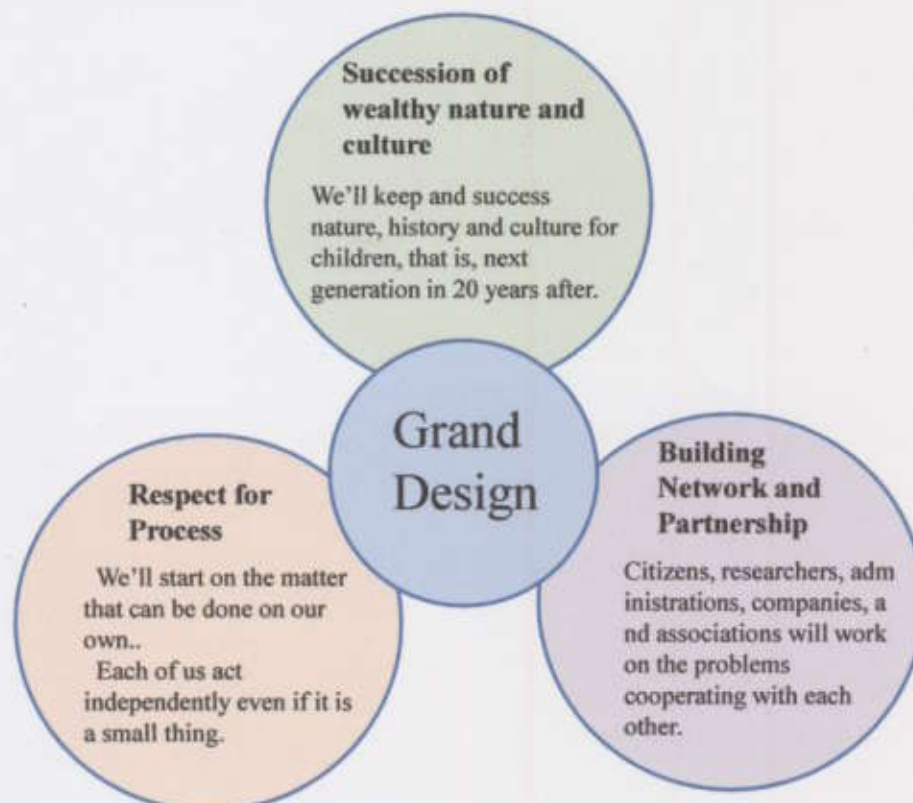 Succession of
wealthy nature and
culture
We'll keep and success
nature, history and culture for
children, that is, next
generation in 20 years after.
Grand
Design
Respect for
Process
We'll start on the matter
that can be done on our
own..
Each of us act
independently even if it is
a small thing.
Building
Network and
Partnership
Citizens, researchers, adm
inistrations, companies, a
nd associations will work
on the problems
cooperating with each
other.